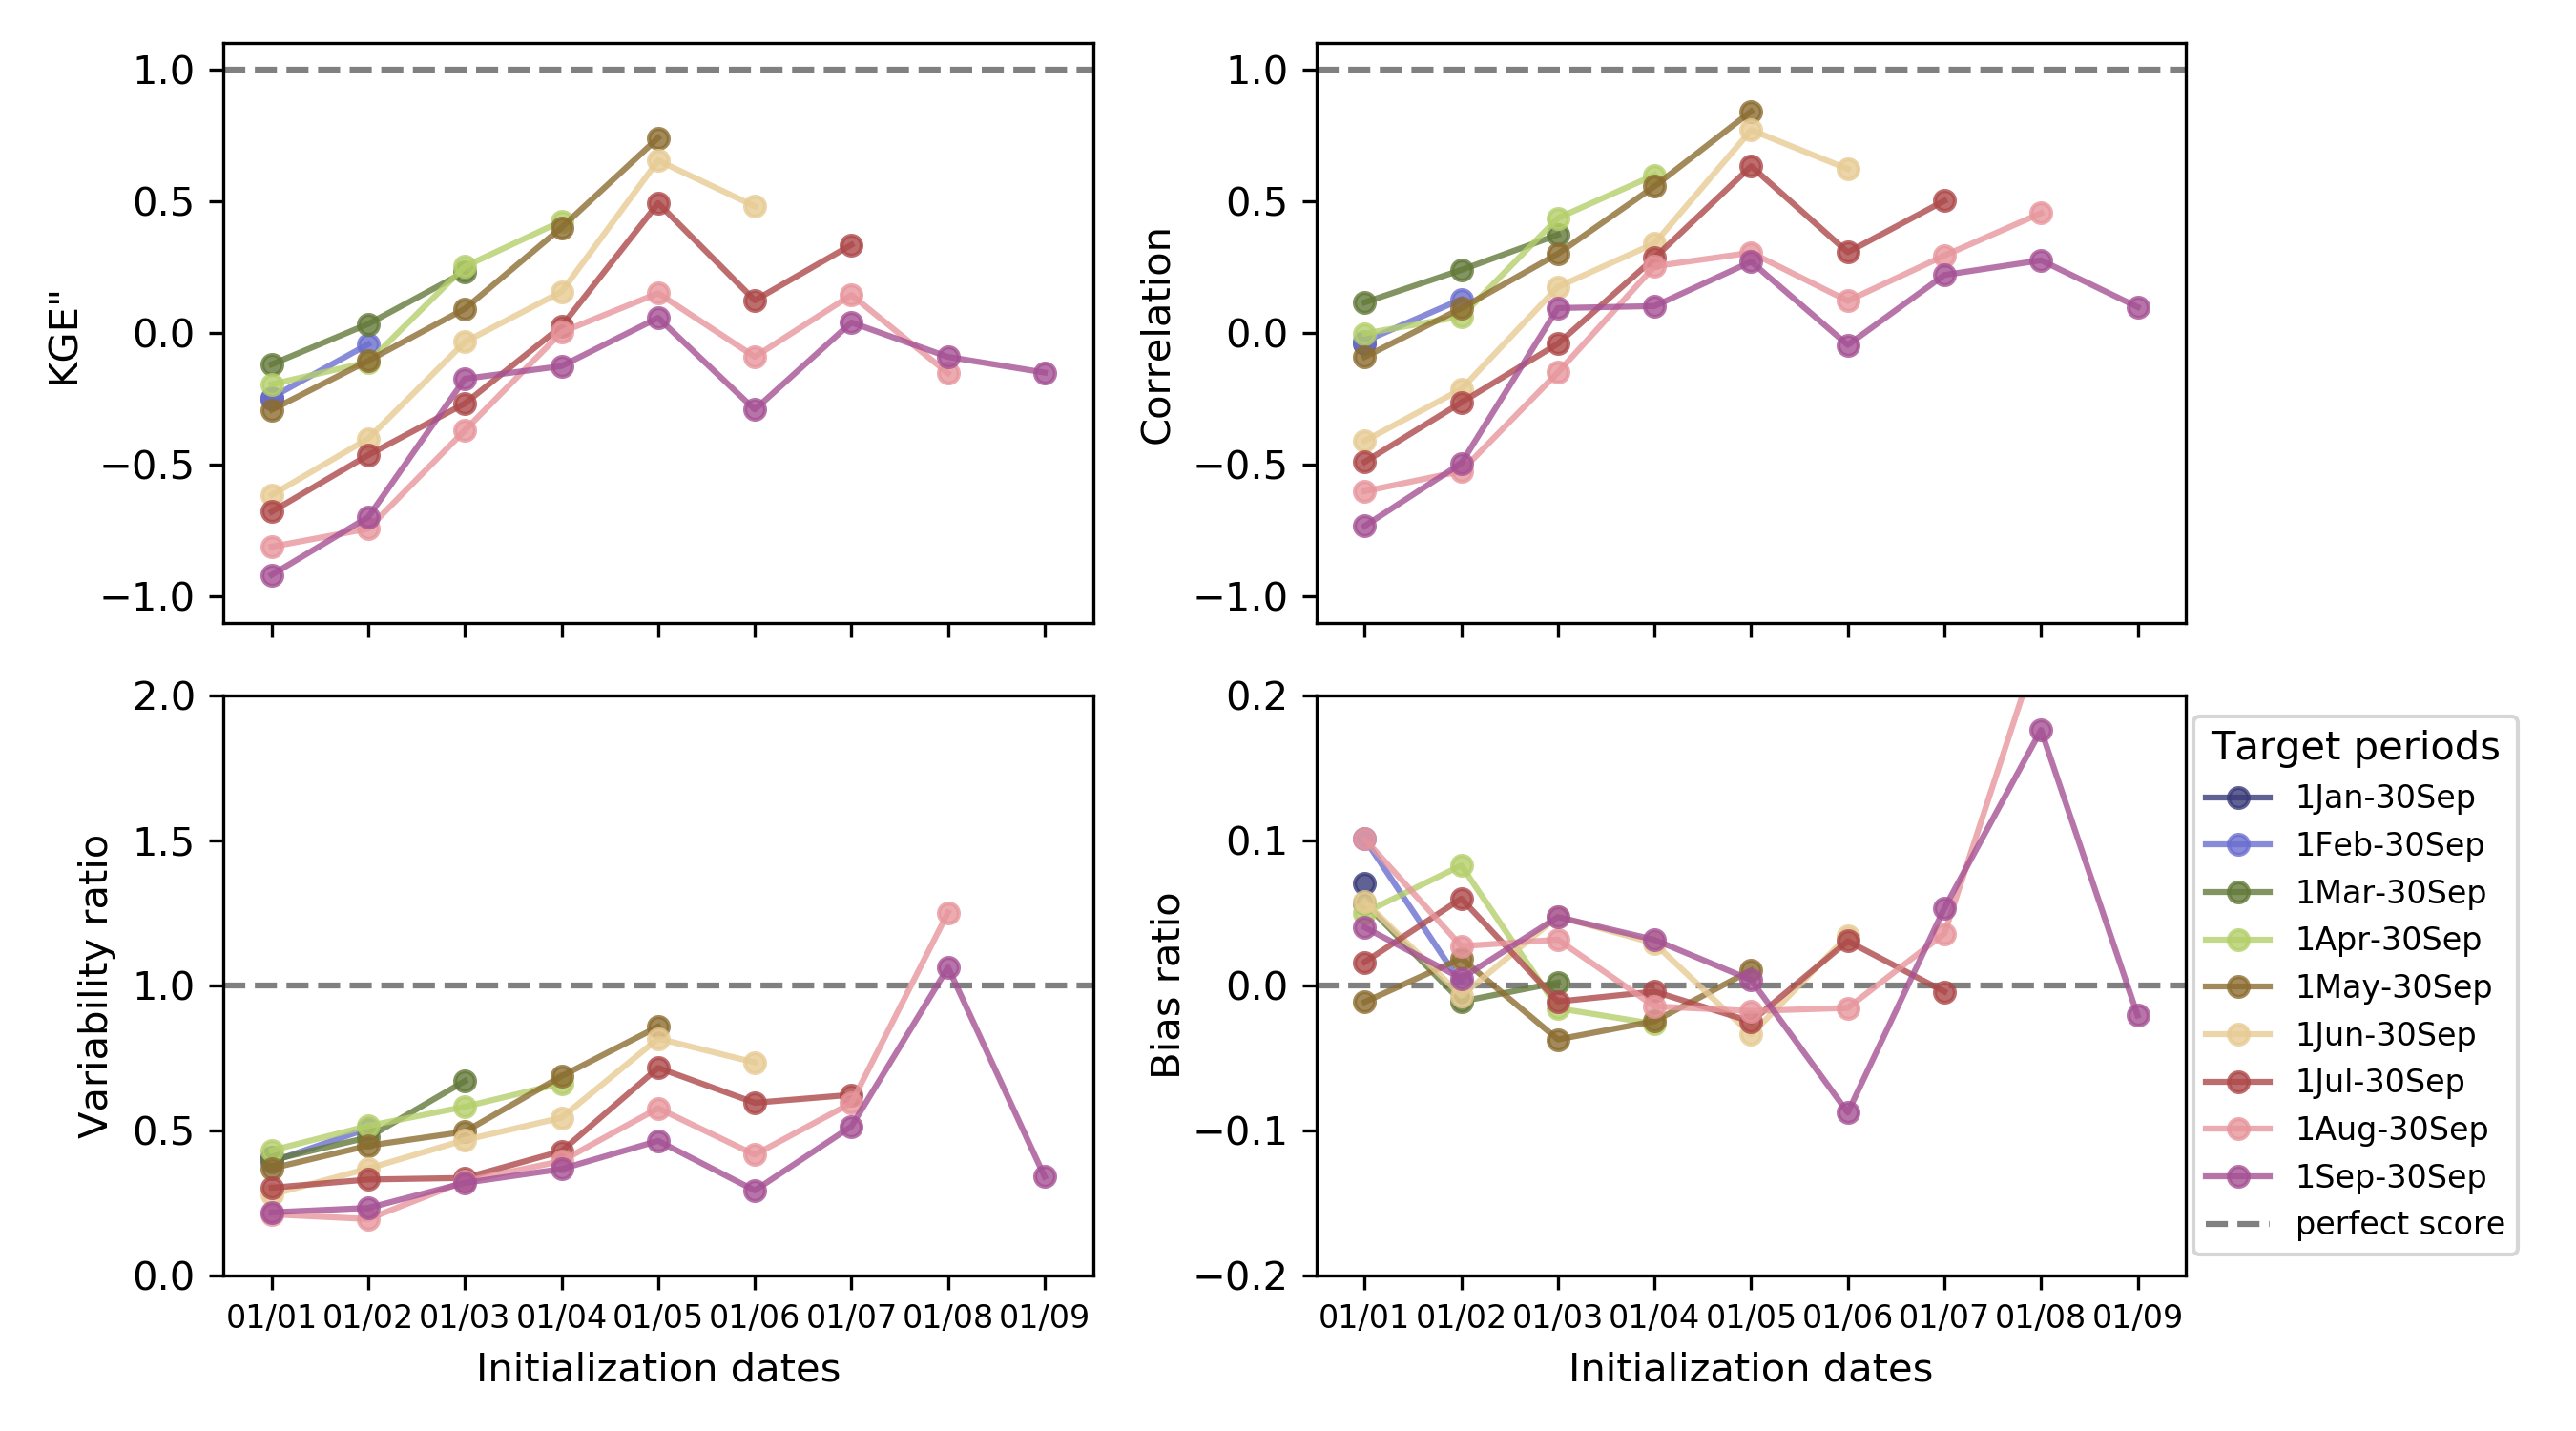 1.0
0.5
0.0
−0.5
−1.0
KGE"
1.0
0.5
0.0
−0.5
−1.0
Correlation
2.0
1.5
1.0
0.5
0.0
Variability ratio
01/01 01/02 01/03 01/04 01/05 01/06 01/07 01/08 01/09
Initialization dates
0.2
0.1
0.0
−0.1
−0.2
Bias ratio
01/01 01/02 01/03 01/04 01/05 01/06 01/07 01/08 01/09
Initialization dates
Target periods
1Jan-30Sep
1Feb-30Sep
1Mar-30Sep
1Apr-30Sep
1May-30Sep
1Jun-30Sep
1Jul-30Sep
1Aug-30Sep
1Sep-30Sep
perfect score